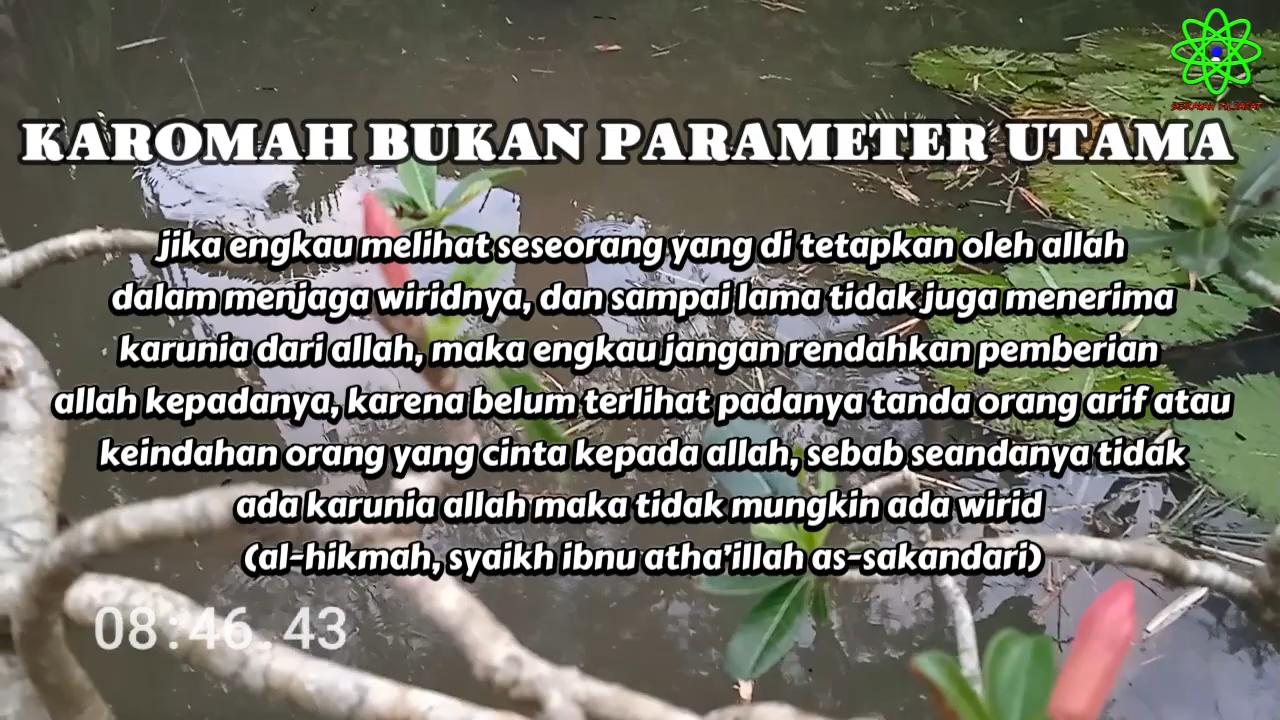 KAROMAH BUKAN PARAMETER UTAMA
jika engkau melihat seseorang yang di tetapkan oleh allah
dalam menjaga wiridnya, dan sampai lama tidak juga menerima
karunia dari allah, maka engkau jangan rendahkan pemberian
allah kepadanya, karena belum terlihat padanya tanda orang arif atau
keindahan orang yang cinta kepada allah, sebab seandanya tidak
ada karunia allah maka tidak mungkin ada wirid
(al-hikmah, syaikh ibnu atha'illah as-sakandari)
08:46.43